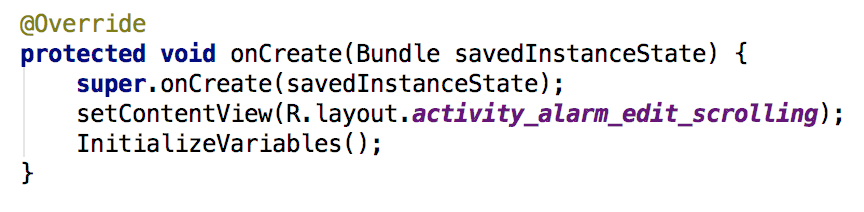 @Override
protected void onCreate(Bundle savedInstanceState) {
    super.onCreate(savedInstanceState);
    setContentView(R.layout.activity_alarm_edit_scrolling);
    InitializeVariables();
}